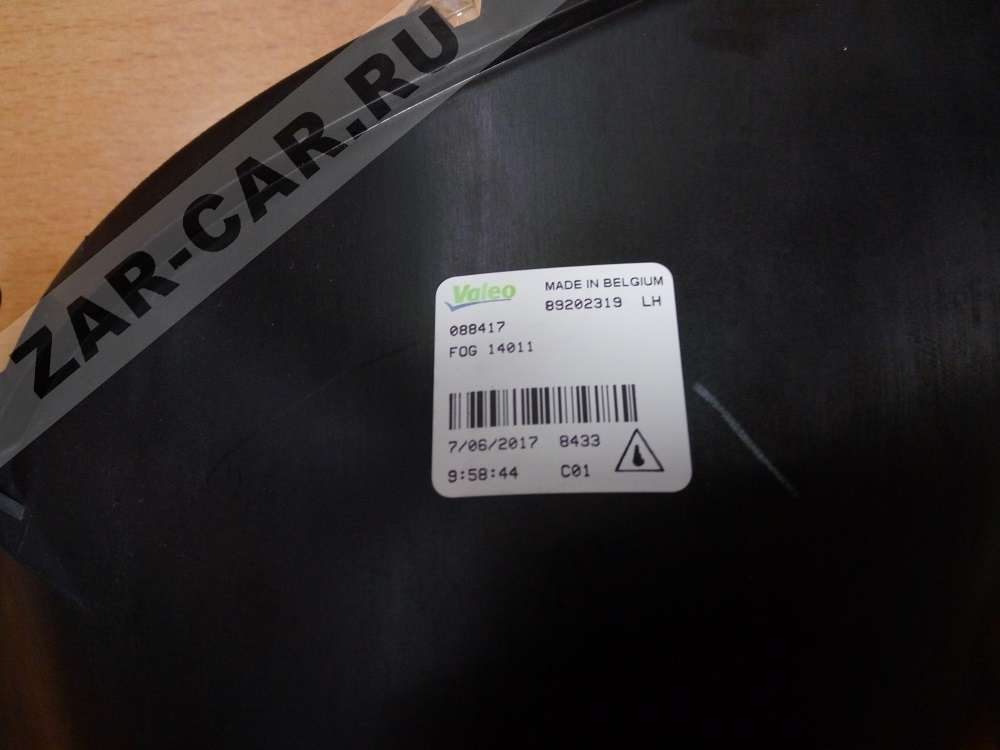 ZAR-CAR.RU
Valeo MADE IN BELGIUM
89202319 LH
088417
FOG 14011
7/06/2017 8433
9:58:44 C01